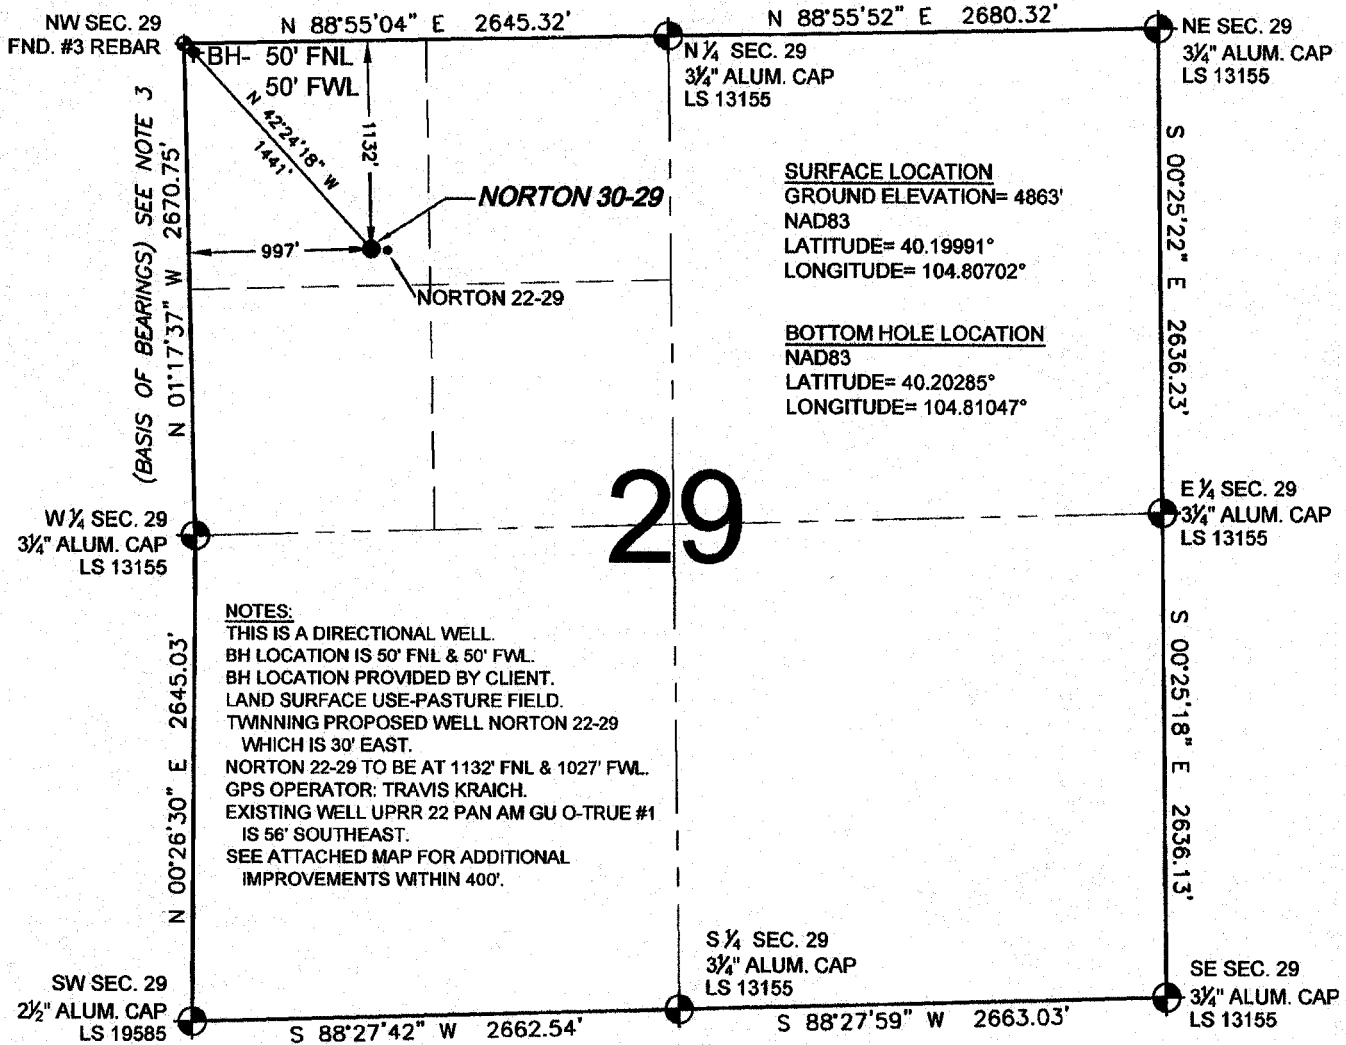 NW SEC. 29
FND. #3 REBAR
N 88°55'04" E 2645.32'
N 88°55'52" E 2680.32'
NE SEC. 29
3¼" ALUM. CAP
LS 13155
N ¼ SEC. 29
3¼" ALUM. CAP
LS 13155
BH- 50' FNL
50' FWL
N 42°24'18" W
1441'
1132'
997'
NORTON 30-29
NORTON 22-29
(BASIS OF BEARINGS) SEE NOTE 3
N 01°17'37" W 2670.75'
SURFACE LOCATION
GROUND ELEVATION= 4863'
NAD83
LATITUDE= 40.19991°
LONGITUDE= 104.80702°
BOTTOM HOLE LOCATION
NAD83
LATITUDE= 40.20285°
LONGITUDE= 104.81047°
S 00°25'22" E 2636.23'
29
W ¼ SEC. 29
3¼" ALUM. CAP
LS 13155
E ¼ SEC. 29
3¼" ALUM. CAP
LS 13155
NOTES:
THIS IS A DIRECTIONAL WELL.
BH LOCATION IS 50' FNL & 50' FWL.
BH LOCATION PROVIDED BY CLIENT.
LAND SURFACE USE-PASTURE FIELD.
TWINNING PROPOSED WELL NORTON 22-29
WHICH IS 30' EAST.
NORTON 22-29 TO BE AT 1132' FNL & 1027' FWL.
GPS OPERATOR: TRAVIS KRAICH.
EXISTING WELL UPRR 22 PAN AM GU O-TRUE #1
IS 56' SOUTHEAST.
SEE ATTACHED MAP FOR ADDITIONAL
IMPROVEMENTS WITHIN 400'.
N 00°26'30" E 2645.03'
S 00°25'18" E 2636.13'
SW SEC. 29
2½" ALUM. CAP
LS 19585
S ¼ SEC. 29
3¼" ALUM. CAP
LS 13155
SE SEC. 29
3¼" ALUM. CAP
LS 13155
S 88°27'42" W 2662.54'
S 88°27'59" W 2663.03'